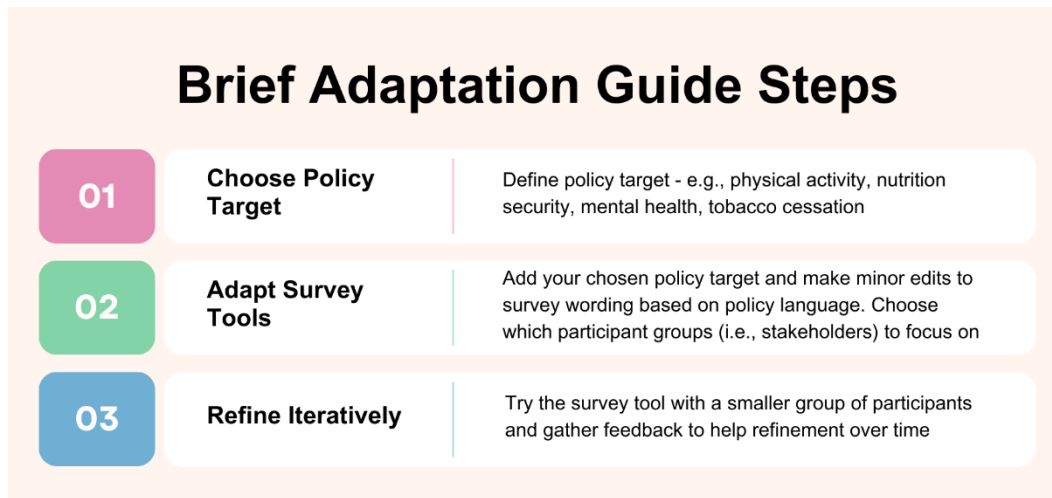 Brief Adaptation Guide Steps
01
Choose Policy
Target
Define policy target - e.g., physical activity, nutrition
security, mental health, tobacco cessation
02
Adapt Survey
Tools
Add your chosen policy target and make minor edits to
survey wording based on policy language. Choose
which participant groups (i.e., stakeholders) to focus on
03
Refine Iteratively
Try the survey tool with a smaller group of participants
and gather feedback to help refinement over time